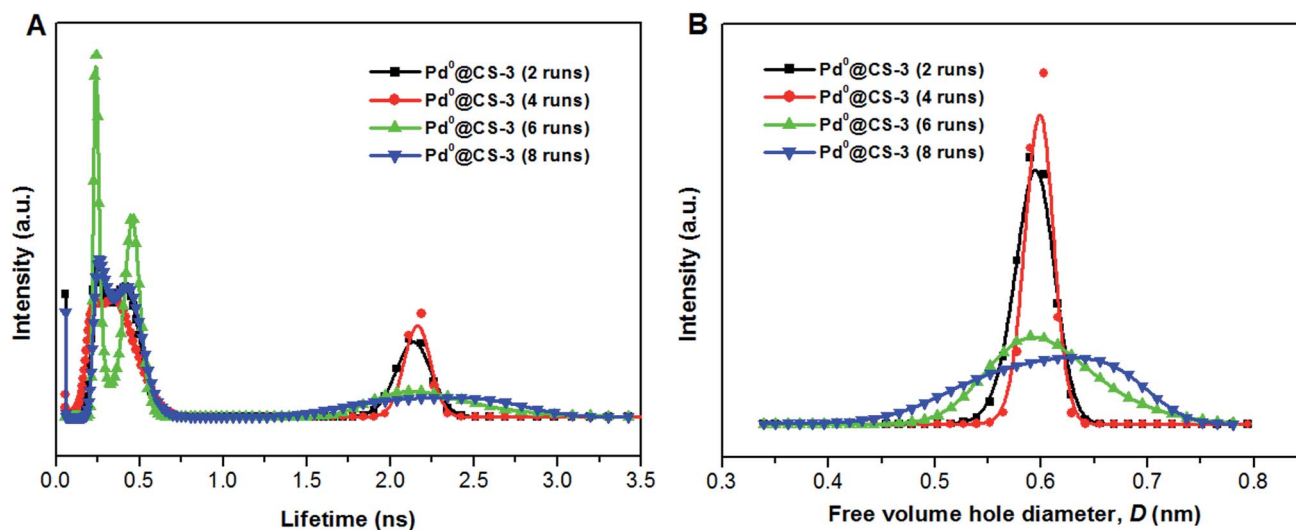 A
Pd⁰@CS-3 (2 runs)
Pd⁰@CS-3 (4 runs)
Pd⁰@CS-3 (6 runs)
Pd⁰@CS-3 (8 runs)
Intensity (a.u.)
0.0 0.5 1.0 1.5 2.0 2.5 3.0 3.5
Lifetime (ns)
B
Pd⁰@CS-3 (2 runs)
Pd⁰@CS-3 (4 runs)
Pd⁰@CS-3 (6 runs)
Pd⁰@CS-3 (8 runs)
Intensity (a.u.)
0.3 0.4 0.5 0.6 0.7 0.8
Free volume hole diameter, D (nm)